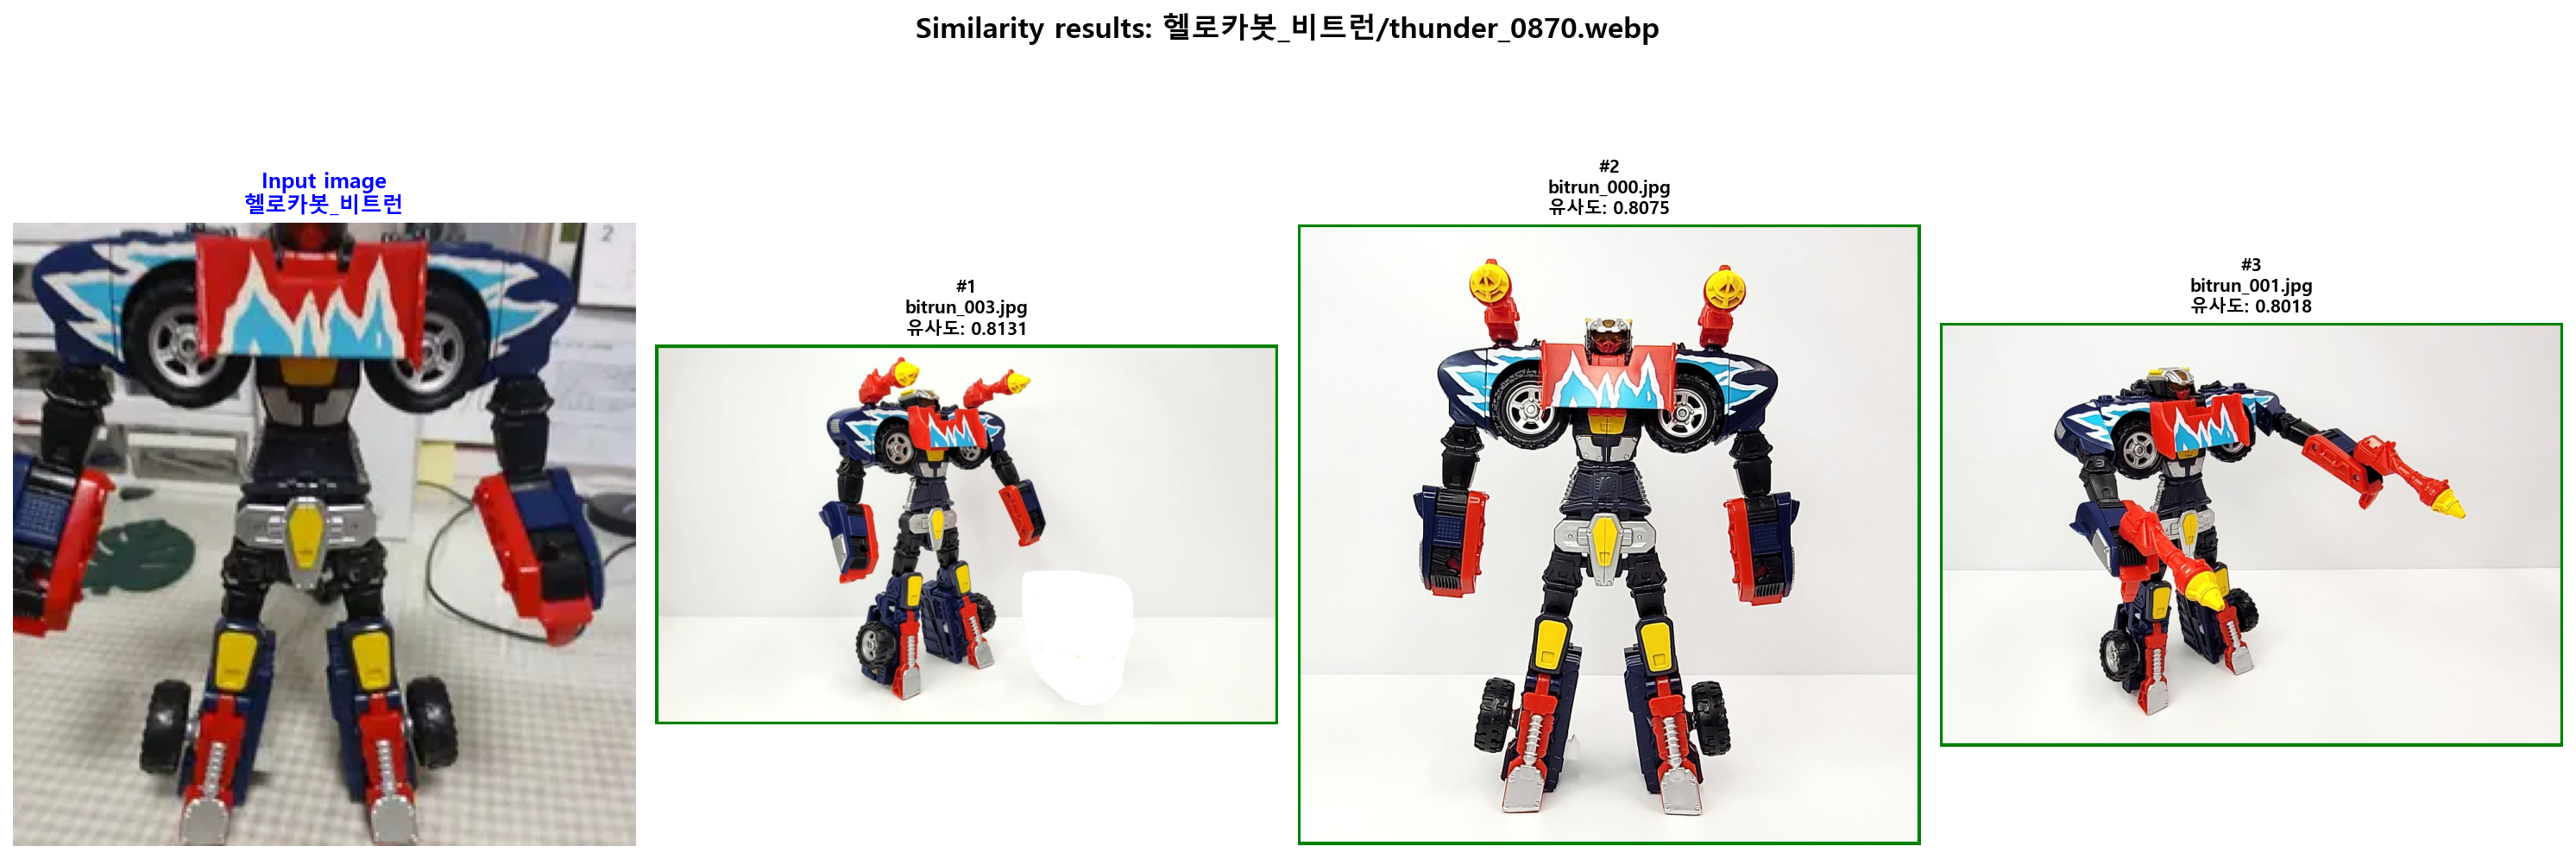 Similarity results: 헬로카봇_비트런/thunder_0870.webp
Input image
헬로카봇_비트런
2
#1
bitrun_003.jpg
유사도: 0.8131
#2
bitrun_000.jpg
유사도: 0.8075
#3
bitrun_001.jpg
유사도: 0.8018